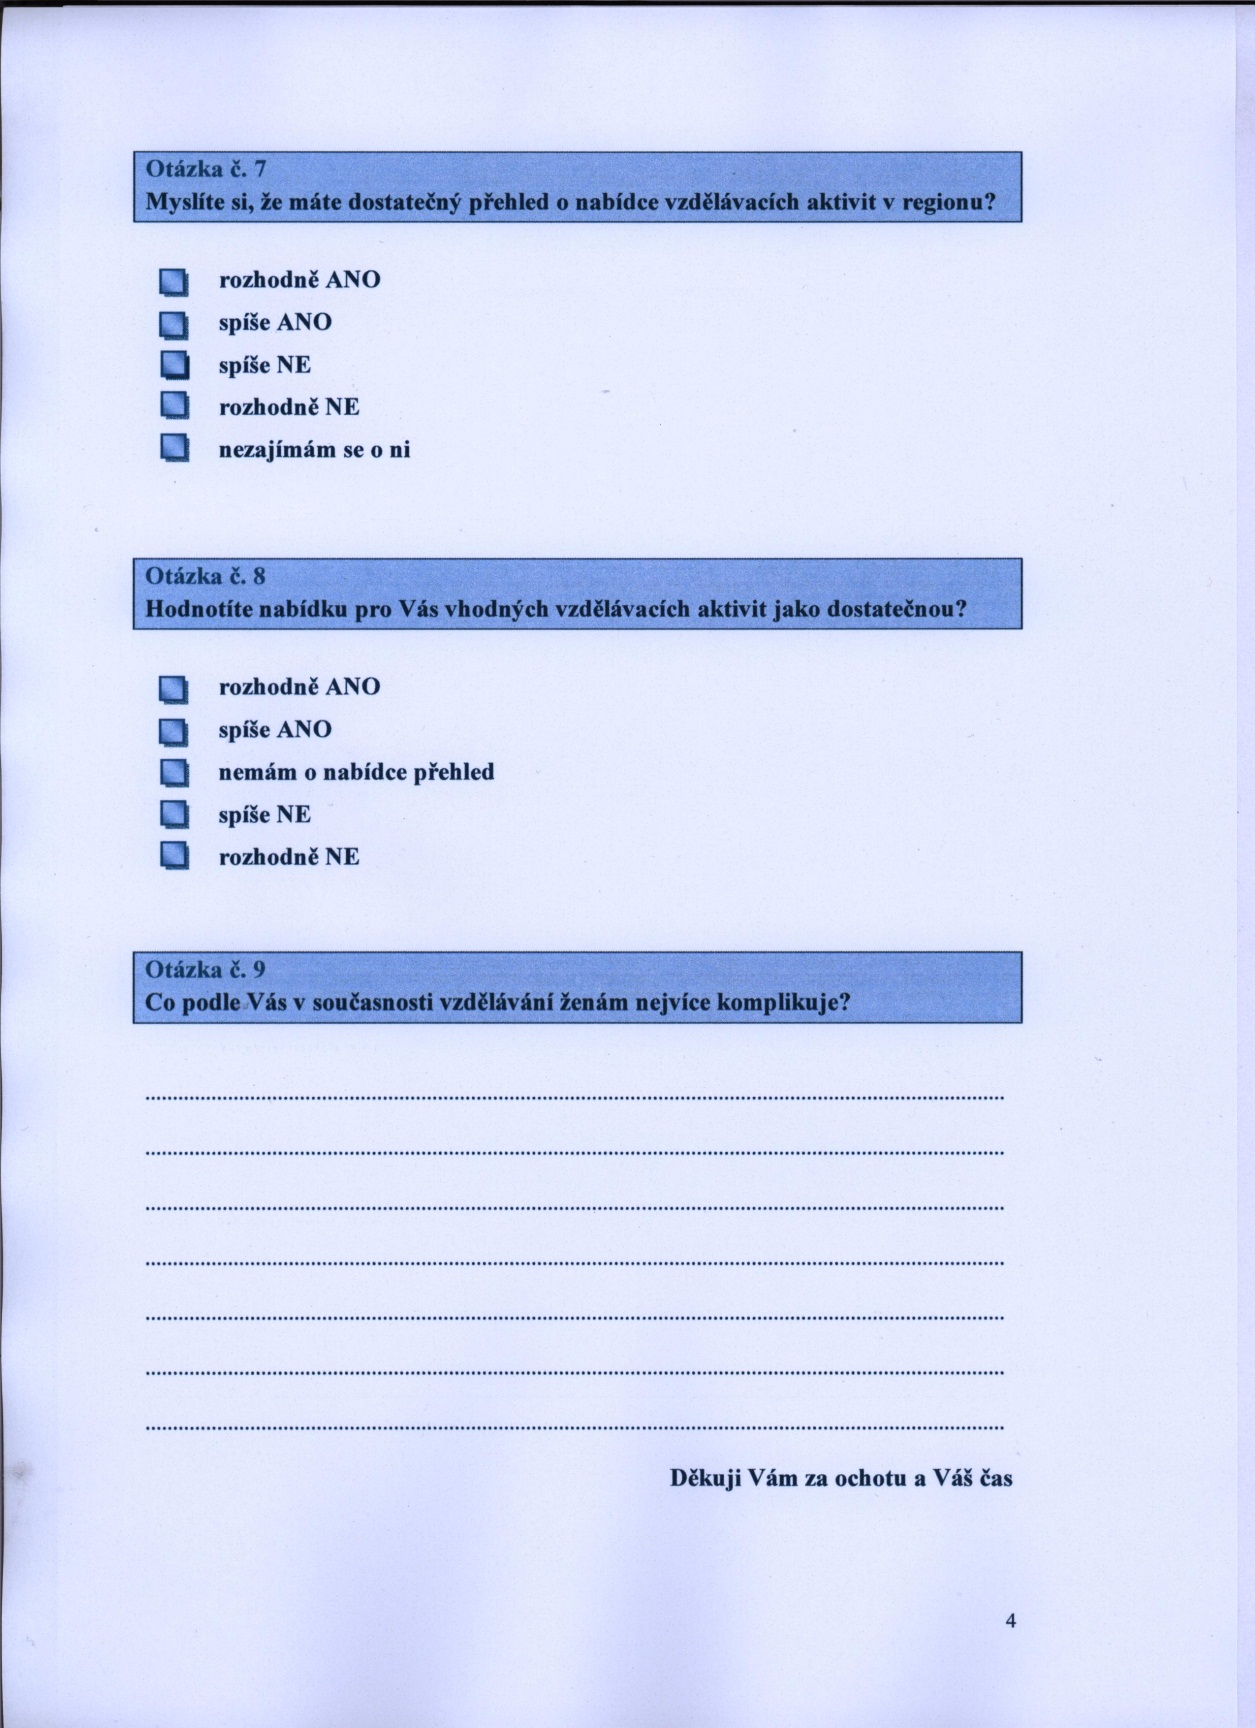 Otázka č. 7
Myslíte si, že máte dostatečný přehled o nabídce vzdělávacích aktivit v regionu?
rozhodně ANO
spíše ANO
spíše NE
rozhodně NE
nezajímám se o ni
Otázka č. 8
Hodnotíte nabídku pro Vás vhodných vzdělávacích aktivit jako dostatečnou?
rozhodně ANO
spíše ANO
nemám o nabídce přehled
spíše NE
rozhodně NE
Otázka č. 9
Co podle Vás v současnosti vzdělávání ženám nejvíce komplikuje?
Děkuji Vám za ochotu a Váš čas
4